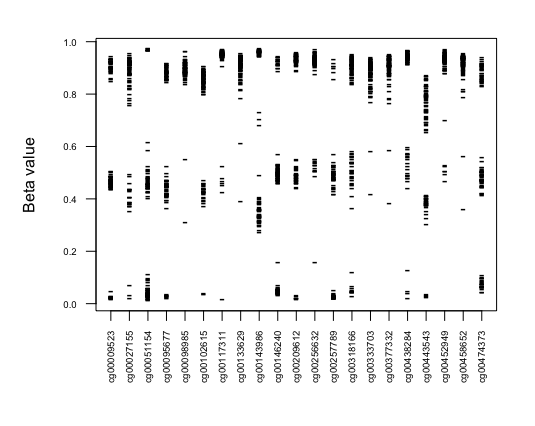 Beta value
1.0
0.8
0.6
0.4
0.2
0.0
cg00009523
cg00027155
cg00051154
cg00095677
cg00098985
cg00102615
cg00117311
cg00133629
cg00143986
cg00146240
cg00209612
cg00256632
cg00257789
cg00318166
cg00333703
cg00377332
cg00438284
cg00443543
cg00452949
cg00458652
cg00474373